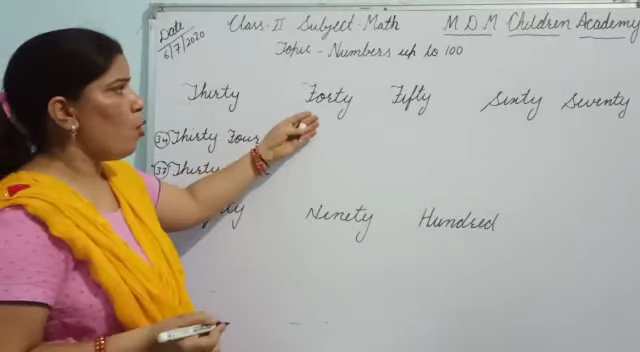 Date 6/7/2020
Class-II Subject-Math M D M Children Academy
Topic - Numbers up to 100
Thirty Forty Fifty Sixty Seventy
34 Thirty Four
37 Thirty
Ninety Hundred